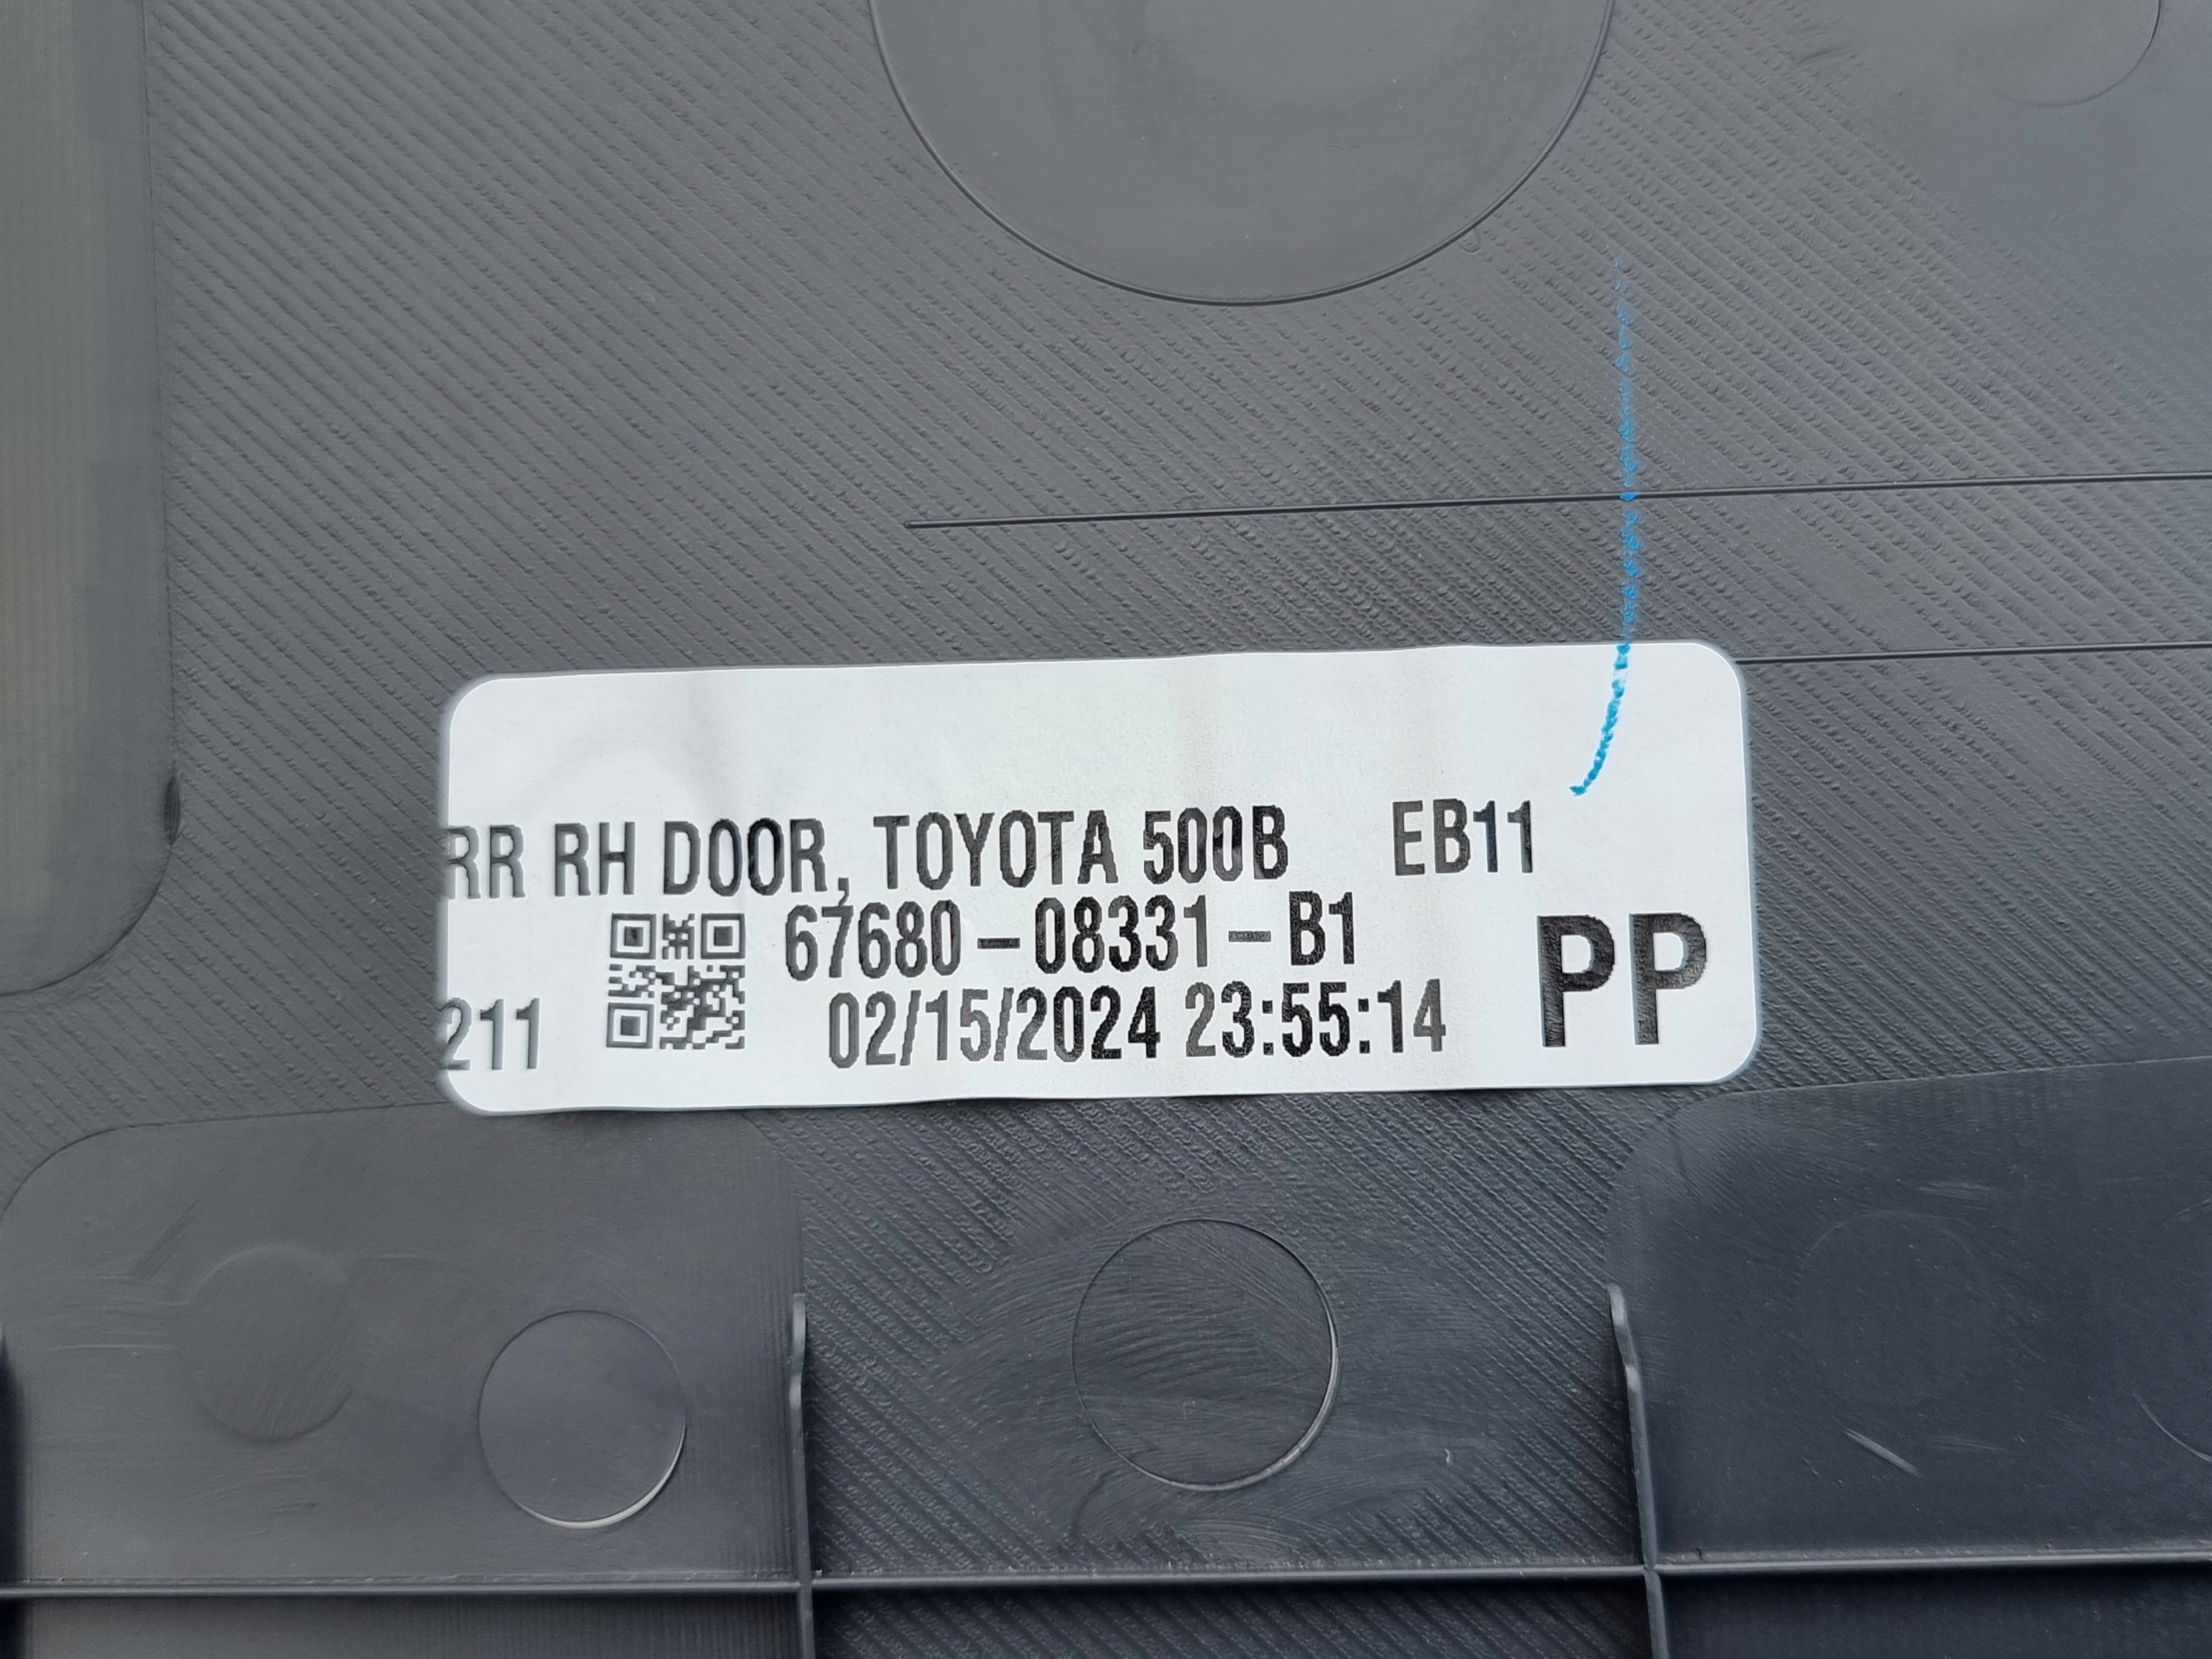 RR RH DOOR, TOYOTA 500B EB11
67680-08331-B1
PP
211
02/15/2024 23:55:14